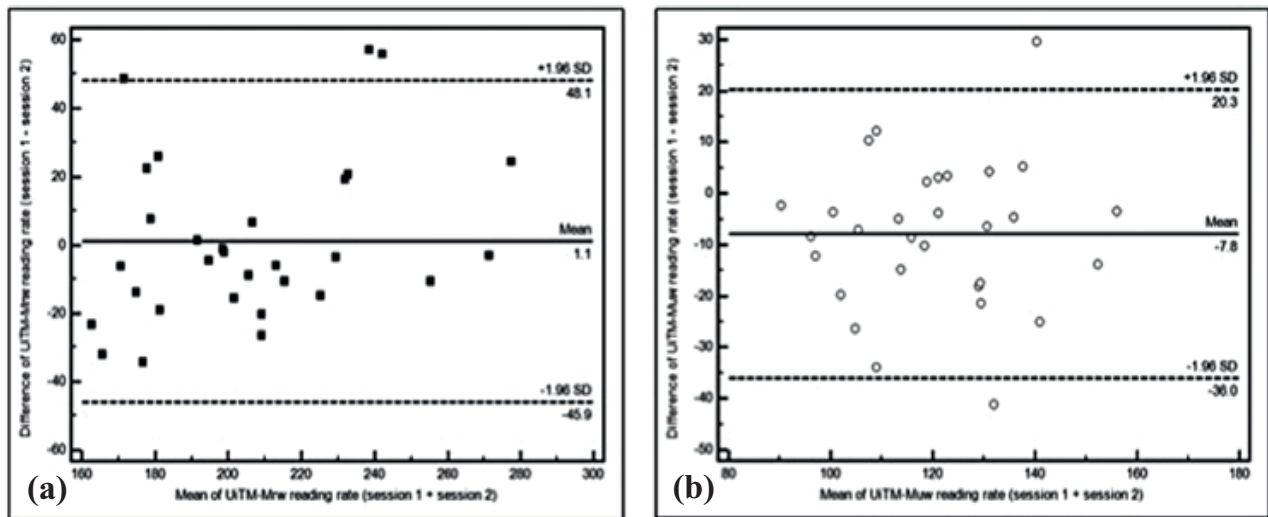 60
40
20
0
-20
-40
-60
Difference of UiTM-Mrw reading rate (session 1 - session 2)
+1.96 SD
48.1
Mean
1.1
-1.96 SD
-45.9
160 180 200 220 240 260 280 300
Mean of UiTM-Mrw reading rate (session 1 + session 2)
(a)
30
20
10
0
-10
-20
-30
-40
-50
Difference of UiTM-Muw reading rate (session 1 - session 2)
+1.96 SD
20.3
Mean
-7.8
-1.96 SD
-36.0
80 100 120 140 160 180
Mean of UiTM-Muw reading rate (session 1 + session 2)
(b)